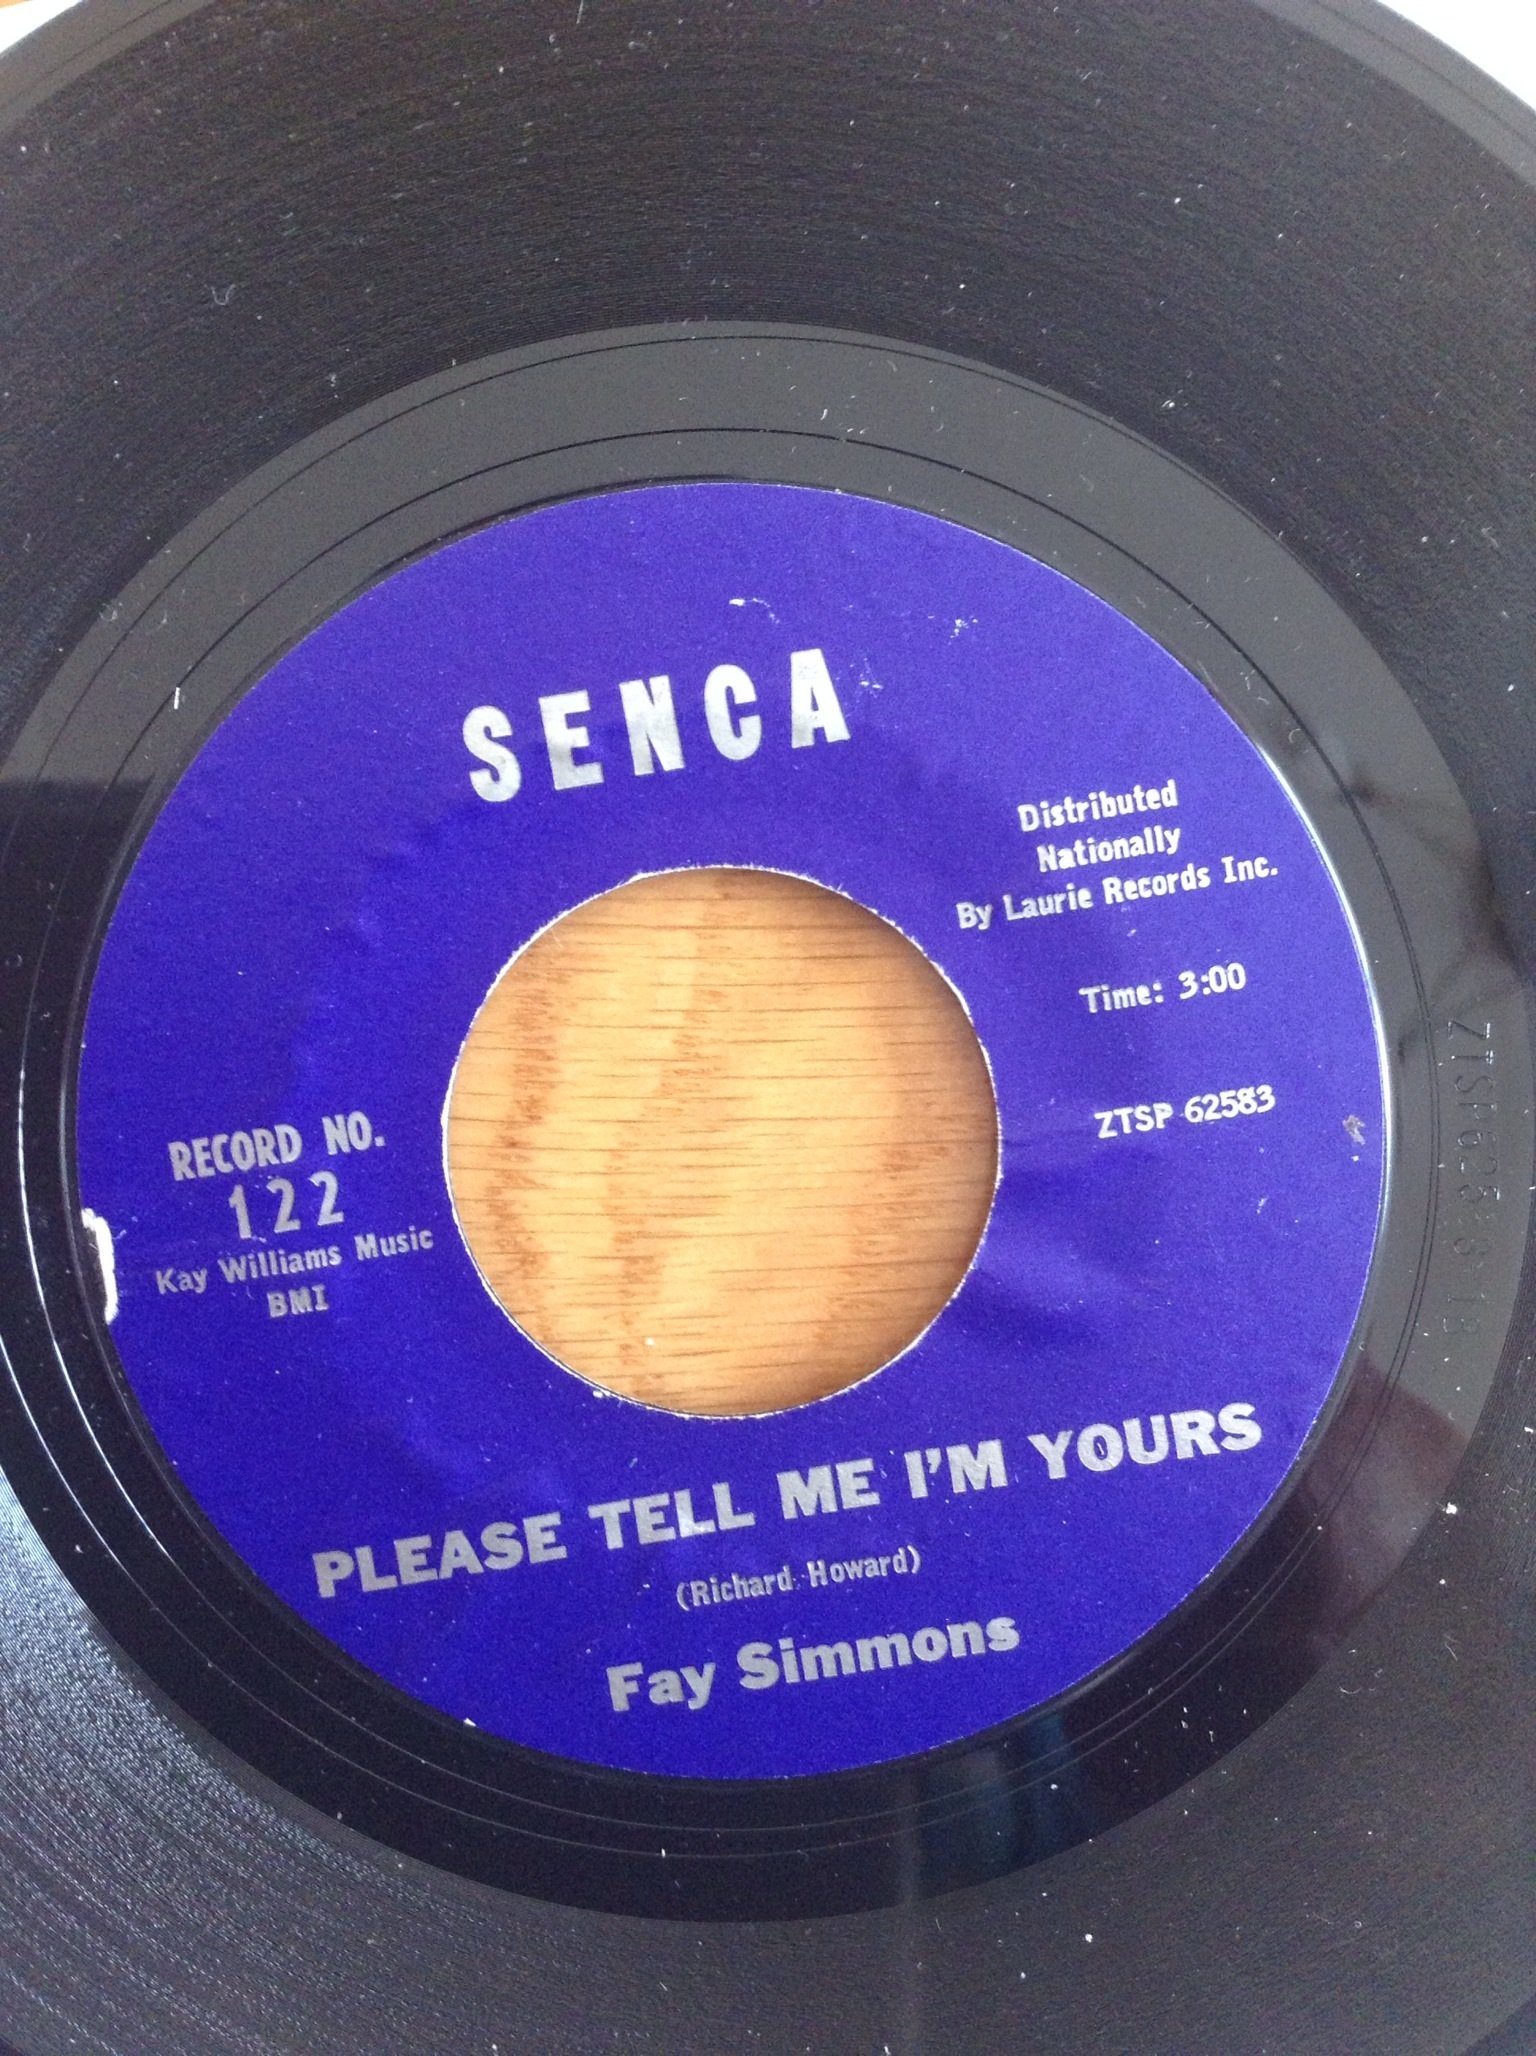 SENCA
Distributed
Nationally
By Laurie Records Inc.
Time: 3:00
ZTSP 62583
RECORD NO.
122
Kay Williams Music
BMI
PLEASE TELL ME I'M YOURS
(Richard Howard)
Fay Simmons